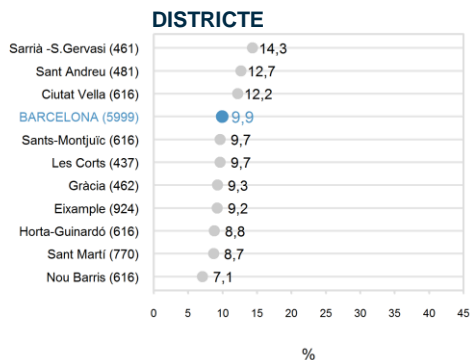 DISTRICTE
Sarrià -S.Gervasi (461) 14,3
Sant Andreu (481) 12,7
Ciutat Vella (616) 12,2
BARCELONA (5999) 9,9
Sants-Montjuïc (616) 9,7
Les Corts (437) 9,7
Gràcia (462) 9,3
Eixample (924) 9,2
Horta-Guinardó (616) 8,8
Sant Martí (770) 8,7
Nou Barris (616) 7,1
0 5 10 15 20 25 30 35 40 45
%